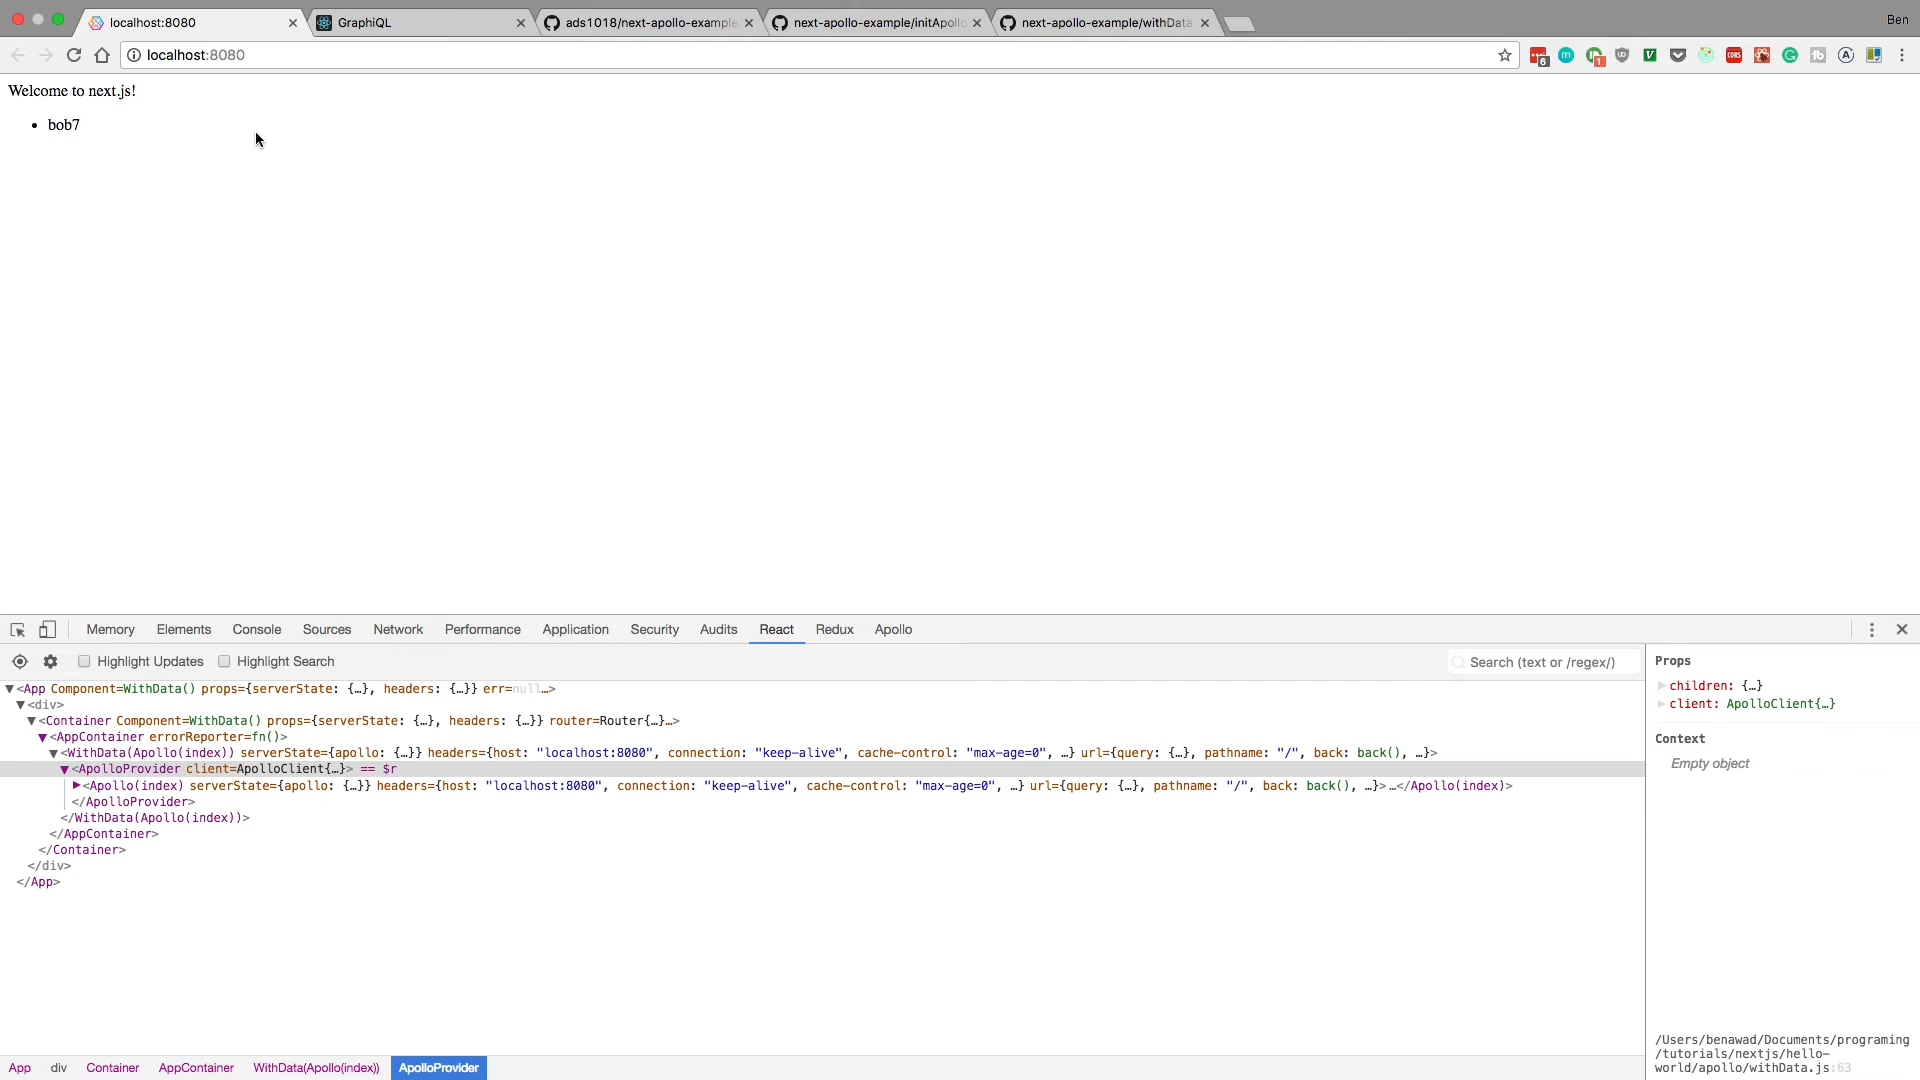 localhost:8080
GraphiQL
ads1018/next-apollo-example
next-apollo-example/initApollo
next-apollo-example/withData
Ben
localhost:8080
6
1
CORS
Welcome to next.js!
• bob7
Memory Elements Console Sources Network Performance Application Security Audits React Redux Apollo
Highlight Updates Highlight Search Search (text or /regex/)
<App Component=WithData() props={serverState: {…}, headers: {…}} err=null…>
<div>
<Container Component=WithData() props={serverState: {…}, headers: {…}} router=Router{…}…>
<AppContainer errorReporter=fn()>
<WithData(Apollo(index)) serverState={apollo: {…}} headers={host: "localhost:8080", connection: "keep-alive", cache-control: "max-age=0", …} url={query: {…}, pathname: "/", back: back(), …}>
<ApolloProvider client=ApolloClient{…}> == $r
<Apollo(index) serverState={apollo: {…}} headers={host: "localhost:8080", connection: "keep-alive", cache-control: "max-age=0", …} url={query: {…}, pathname: "/", back: back(), …}>…</Apollo(index)>
</ApolloProvider>
</WithData(Apollo(index))>
</AppContainer>
</Container>
</div>
</App>
Props
children: {…}
client: ApolloClient{…}
Context
Empty object
/Users/benawad/Documents/programing
/tutorials/nextjs/hello-
world/apollo/withData.js:63
App div Container AppContainer WithData(Apollo(index)) ApolloProvider